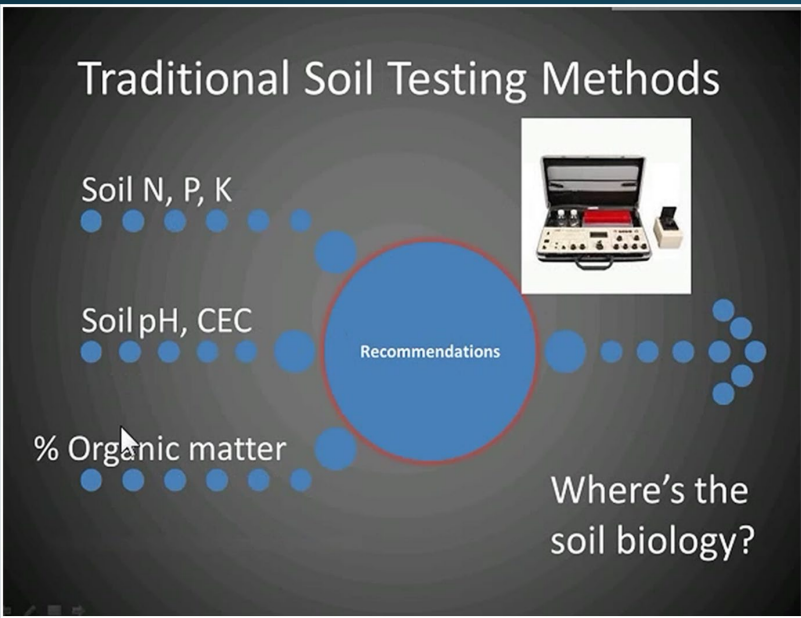 Traditional Soil Testing Methods
Soil N, P, K
Soil pH, CEC
Recommendations
% Organic matter
Where's the
soil biology?